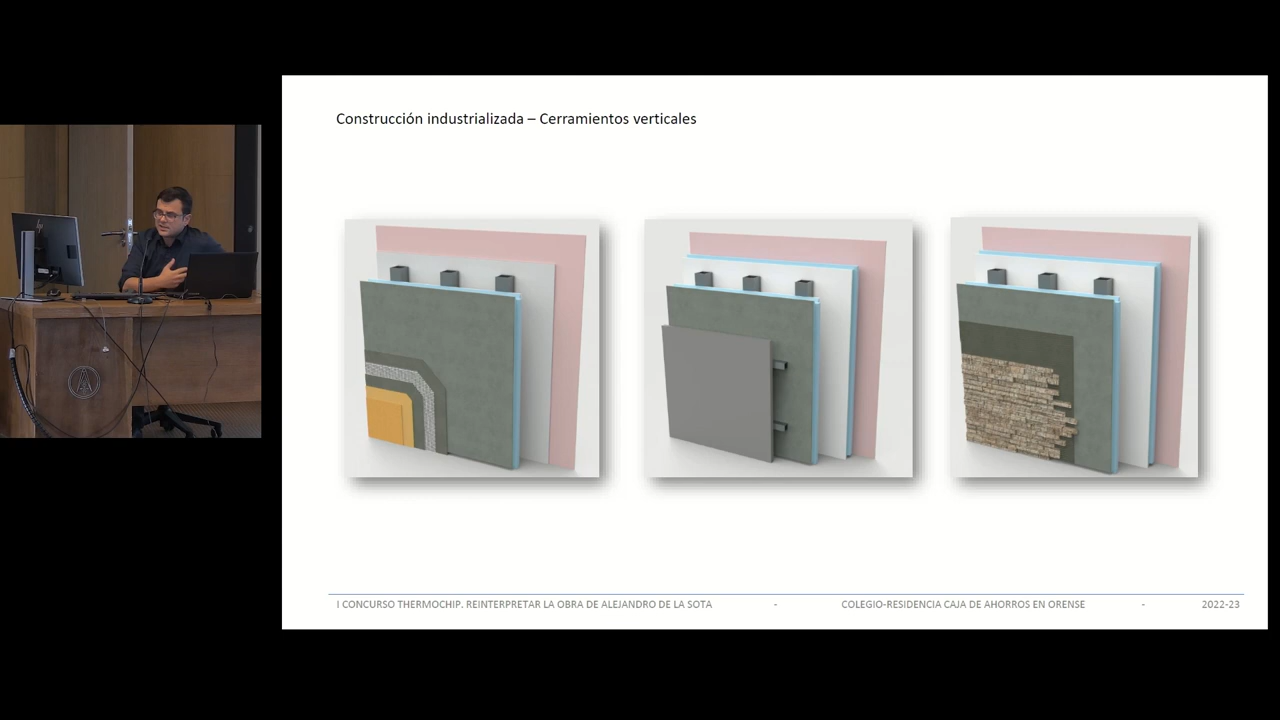 Construcción industrializada – Cerramientos verticales
I CONCURSO THERMOCHIP. REINTERPRETAR LA OBRA DE ALEJANDRO DE LA SOTA - COLEGIO-RESIDENCIA CAJA DE AHORROS EN ORENSE - 2022-23